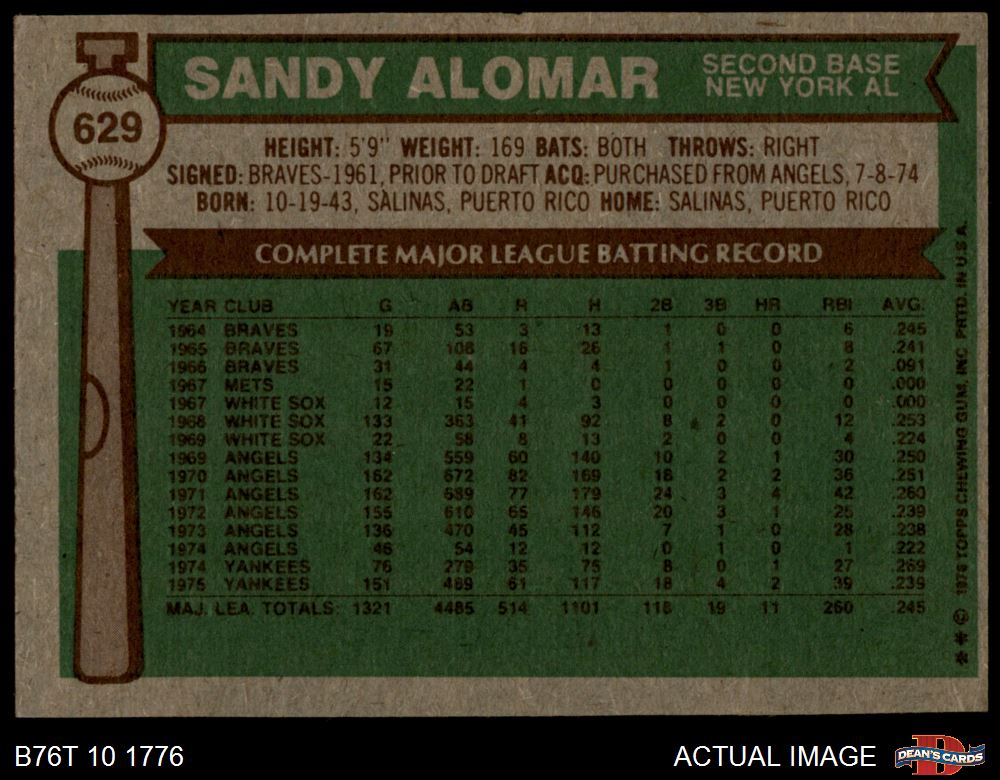 629
SANDY ALOMAR
SECOND BASE
NEW YORK AL
HEIGHT: 5'9" WEIGHT: 169 BATS: BOTH THROWS: RIGHT
SIGNED: BRAVES-1961, PRIOR TO DRAFT ACQ: PURCHASED FROM ANGELS, 7-8-74
BORN: 10-19-43, SALINAS, PUERTO RICO HOME: SALINAS, PUERTO RICO
COMPLETE MAJOR LEAGUE BATTING RECORD
YEAR CLUB G AB R H 2B 3B HR RBI AVG.
1964 BRAVES 19 53 3 13 1 0 0 6 .245
1965 BRAVES 67 108 16 26 1 1 0 8 .241
1966 BRAVES 31 44 4 4 1 0 0 2 .091
1967 METS 15 22 1 0 0 0 0 0 .000
1967 WHITE SOX 12 15 4 3 0 0 0 0 .000
1968 WHITE SOX 133 363 41 92 8 2 0 12 .253
1969 WHITE SOX 22 58 8 13 2 0 0 4 .224
1969 ANGELS 134 559 60 140 10 2 1 30 .250
1970 ANGELS 162 672 82 169 18 2 2 36 .251
1971 ANGELS 162 689 77 179 24 3 4 42 .260
1972 ANGELS 155 610 65 146 20 3 1 25 .239
1973 ANGELS 136 470 45 112 7 1 0 28 .238
1974 ANGELS 46 54 12 12 0 1 0 1 .222
1974 YANKEES 76 279 35 75 8 0 1 27 .269
1975 YANKEES 151 489 61 117 18 4 2 39 .239
MAJ. LEA. TOTALS: 1321 4485 514 1101 118 19 11 260 .245
** © 1976 TOPPS CHEWING GUM, INC. PRTD. IN U.S.A.
B76T 10 1776
ACTUAL IMAGE
D
DEAN'S CARDS